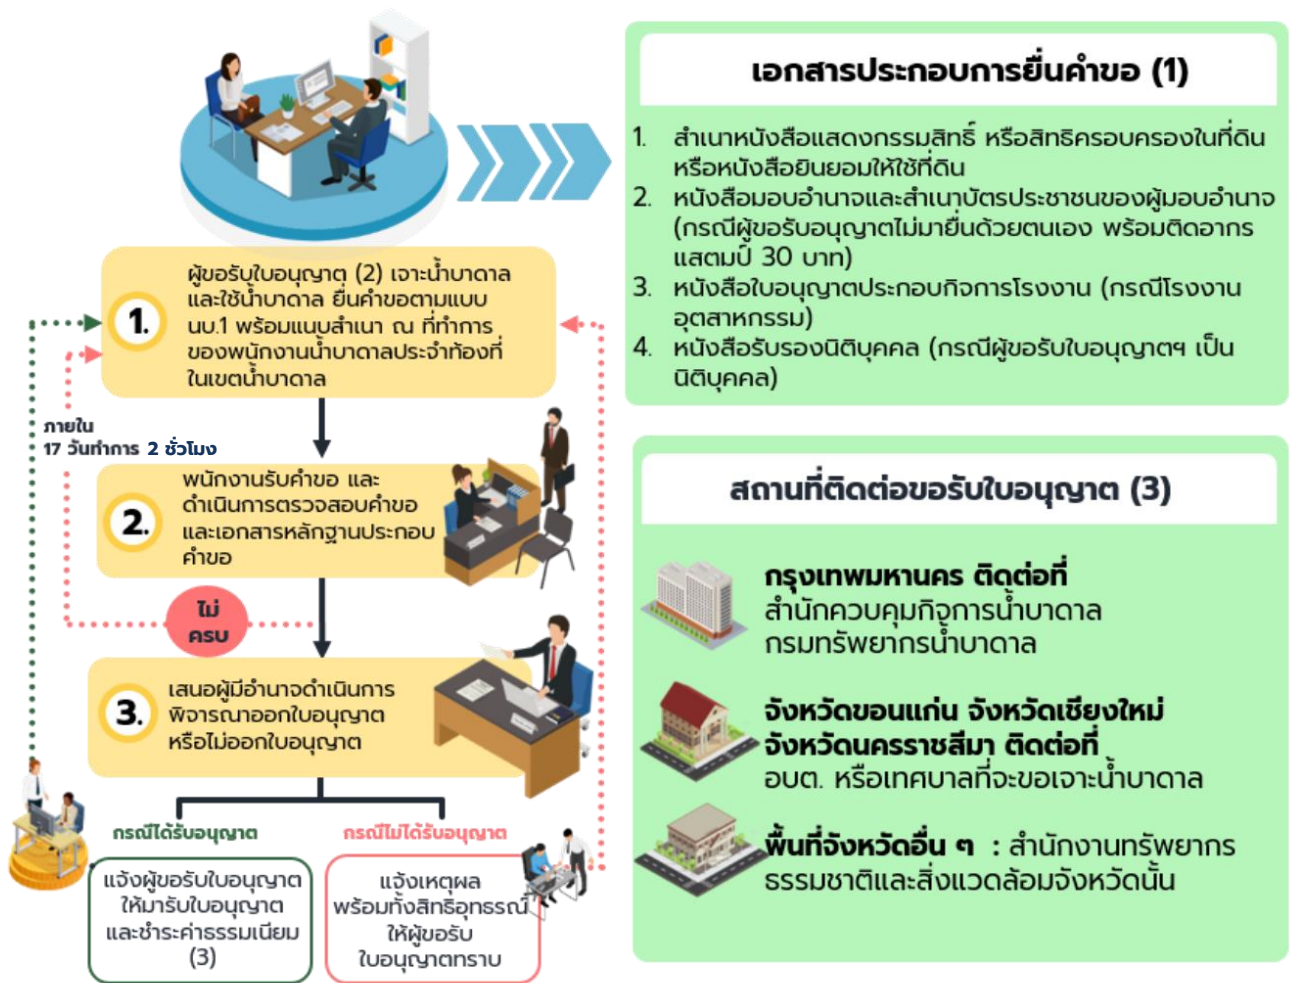 เอกสารประกอบการยื่นคำขอ (1)
1. สำเนาหนังสือแสดงกรรมสิทธิ์ หรือสิทธิครอบครองในที่ดิน
หรือหนังสือยินยอมให้ใช้ที่ดิน
2. หนังสือมอบอำนาจและสำเนาบัตรประชาชนของผู้มอบอำนาจ
(กรณีผู้ขอรับอนุญาตไม่มายื่นด้วยตนเอง พร้อมติดอากร
แสตมป์ 30 บาท)
3. หนังสือใบอนุญาตประกอบกิจการโรงงาน (กรณีโรงงาน
อุตสาหกรรม)
4. หนังสือรับรองนิติบุคคล (กรณีผู้ขอรับใบอนุญาตฯ เป็น
นิติบุคคล)
1.
ผู้ขอรับใบอนุญาต (2) เจาะน้ำบาดาล
และใช้น้ำบาดาล ยื่นคำขอตามแบบ
นบ.1 พร้อมแนบสำเนา ณ ที่ทำการ
ของพนักงานน้ำบาดาลประจำท้องที่
ในเขตน้ำบาดาล
ภายใน
17 วันทำการ 2 ชั่วโมง
2.
พนักงานรับคำขอ และ
ดำเนินการตรวจสอบคำขอ
และเอกสารหลักฐานประกอบ
คำขอ
ไม่
ครบ
3.
เสนอผู้มีอำนาจดำเนินการ
พิจารณาออกใบอนุญาต
หรือไม่ออกใบอนุญาต
กรณีได้รับอนุญาต
แจ้งผู้ขอรับใบอนุญาต
ให้มารับใบอนุญาต
และชำระค่าธรรมเนียม
(3)
กรณีไม่ได้รับอนุญาต
แจ้งเหตุผล
พร้อมทั้งสิทธิอุทธรณ์
ให้ผู้ขอรับ
ใบอนุญาตทราบ
สถานที่ติดต่อขอรับใบอนุญาต (3)
กรุงเทพมหานคร ติดต่อที่
สำนักควบคุมกิจการน้ำบาดาล
กรมทรัพยากรน้ำบาดาล
จังหวัดขอนแก่น จังหวัดเชียงใหม่
จังหวัดนครราชสีมา ติดต่อที่
อบต. หรือเทศบาลที่จะขอเจาะน้ำบาดาล
พื้นที่จังหวัดอื่น ๆ : สำนักงานทรัพยากร
ธรรมชาติและสิ่งแวดล้อมจังหวัดนั้น